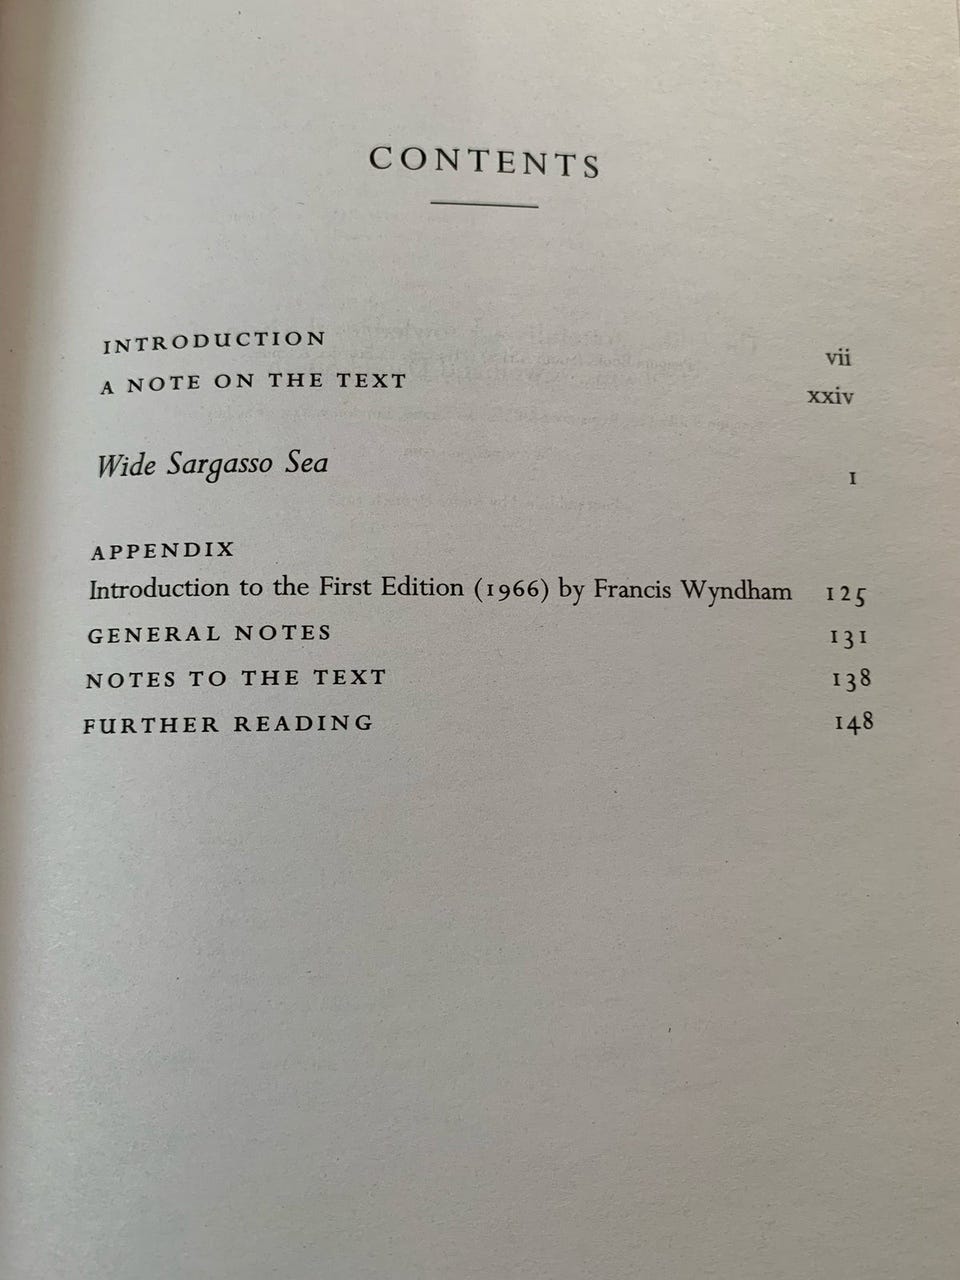 CONTENTS
INTRODUCTION vii
A NOTE ON THE TEXT xxiv
Wide Sargasso Sea 1
APPENDIX
Introduction to the First Edition (1966) by Francis Wyndham 125
GENERAL NOTES 131
NOTES TO THE TEXT 138
FURTHER READING 148